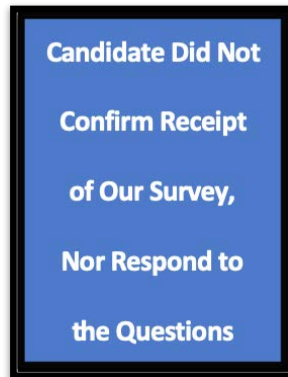 Candidate Did Not
Confirm Receipt
of Our Survey,
Nor Respond to
the Questions